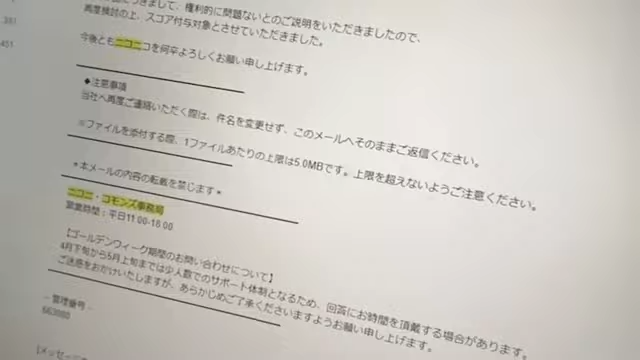 権利的に問題ないとのご説明をいただきましたので、
再度検討の上、スコア付与対象とさせていただきました。
今後ともニコニコを何卒よろしくお願い申し上げます。
◆注意事項
当社へ再度ご連絡いただく際は、件名を変更せず、このメールへそのままご返信ください。
※ファイルを添付する際、1ファイルあたりの上限は5.0MBです。上限を超えないようご注意ください。
*本メールの内容の転載を禁じます*
ニコニ・コモンズ事務局
営業時間:平日11:00-18:00
【ゴールデンウィーク期間のお問い合わせについて】
4月下旬から5月上旬までは少人数でのサポート体制となるため、回答にお時間を頂戴する場合があります。
ご迷惑をおかけいたしますが、あらかじめご了承くださいますようお願い申し上げます。
- 管理番号 -
[メッセージ